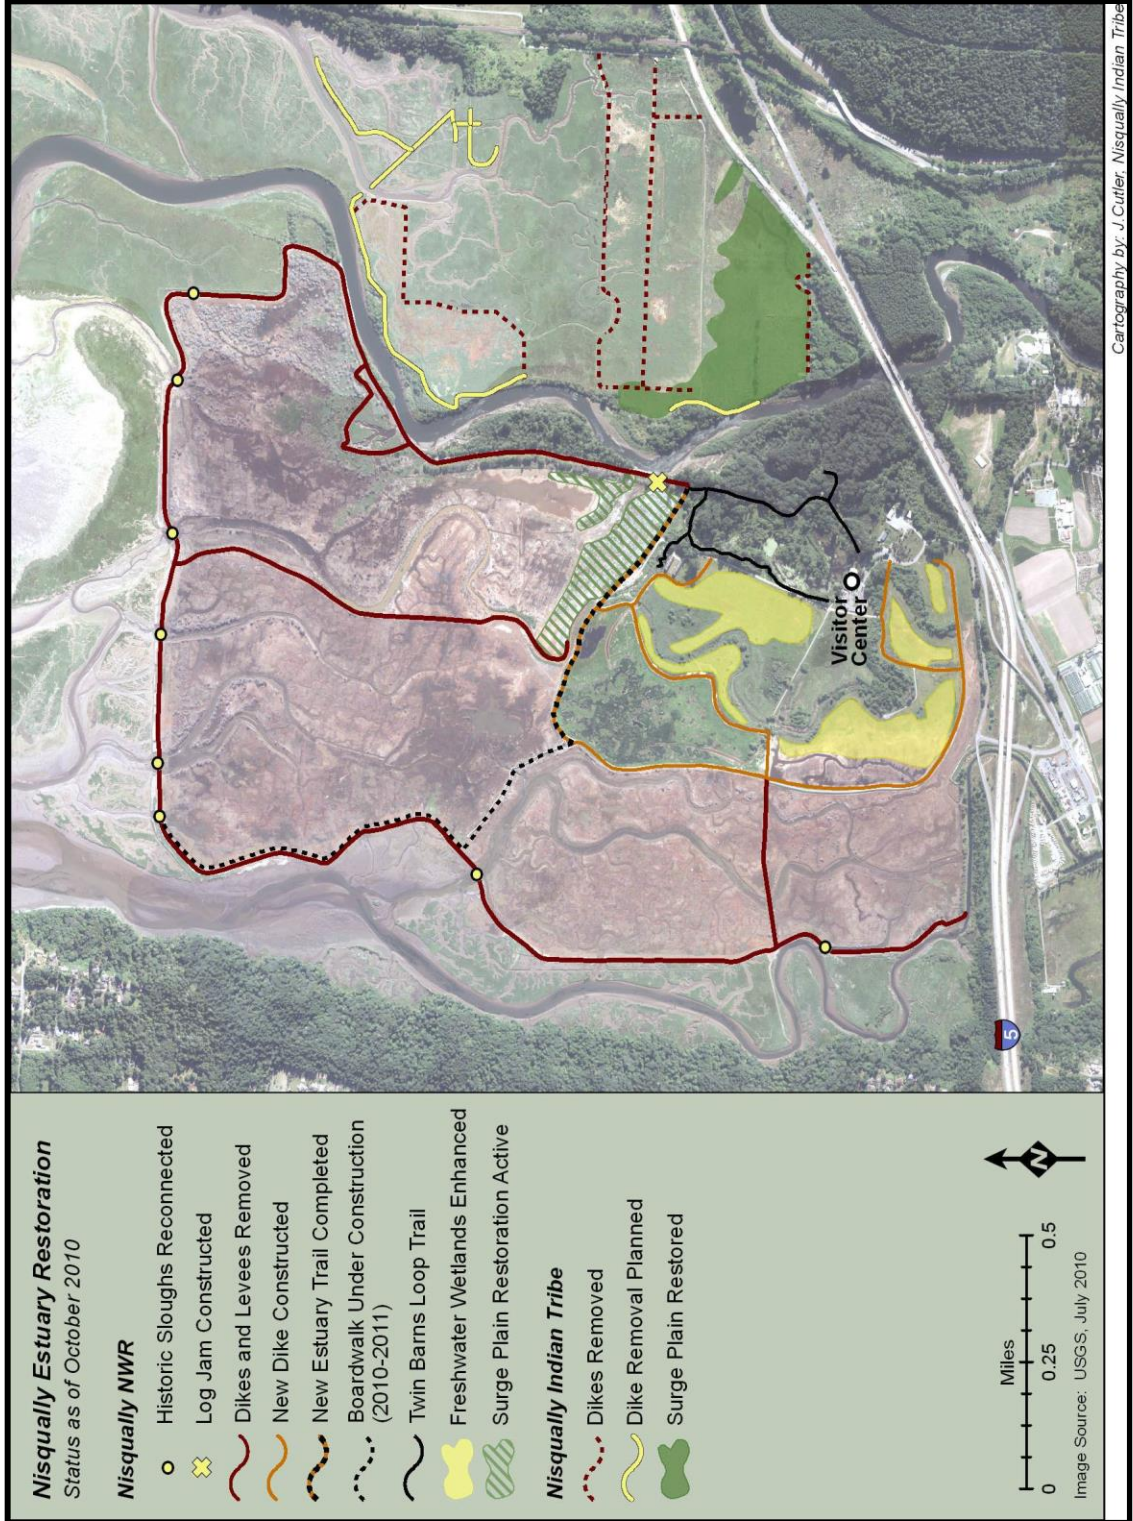 Nisqually Estuary Restoration
Status as of October 2010
Nisqually NWR
Historic Sloughs Reconnected
Log Jam Constructed
Dikes and Levees Removed
New Dike Constructed
New Estuary Trail Completed
Boardwalk Under Construction
(2010-2011)
Twin Barns Loop Trail
Freshwater Wetlands Enhanced
Surge Plain Restoration Active
Nisqually Indian Tribe
Dikes Removed
Dike Removal Planned
Surge Plain Restored
Miles
0 0.25 0.5
N
Image Source: USGS, July 2010
5
Visitor
Center
Cartography by: J.Cutler, Nisqually Indian Tribe